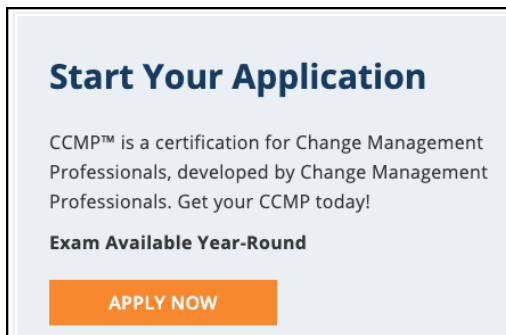 Start Your Application
CCMP™ is a certification for Change Management
Professionals, developed by Change Management
Professionals. Get your CCMP today!
Exam Available Year-Round
APPLY NOW